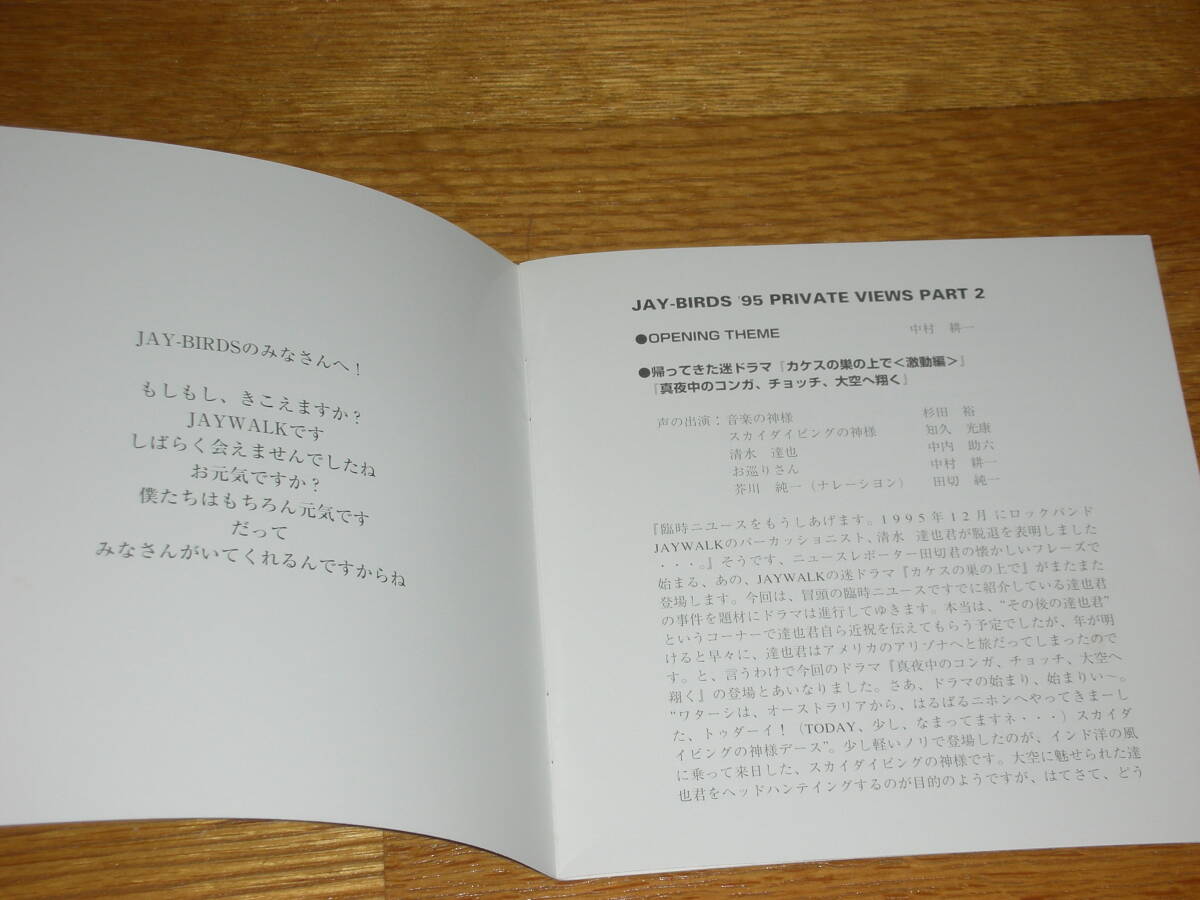 JAY-BIRDSのみなさんへ！
もしもし、きこえますか？
JAYWALKです
しばらく会えませんでしたね
お元気ですか？
僕たちはもちろん元気です
だって
みなさんがいてくれるんですからね
JAY-BIRDS '95 PRIVATE VIEWS PART 2
●OPENING THEME 中村 耕一
●帰ってきた迷ドラマ『カケスの巣の上で＜激動編＞』
『真夜中のコンガ、チョッチ、大空へ翔く』
声の出演：音楽の神様 杉田 裕
スカイダイビングの神様 知久 光康
清水 達也 中内 助六
お巡りさん 中村 耕一
芥川 純一（ナレーション） 田切 純一
『臨時ニュースをもうしあげます。1995年12月にロックバンド
JAYWALKのパーカッショニスト、清水 達也君が脱退を表明しました
・・・。』そうです、ニュースレポーター田切君の懐かしいフレーズで
始まる、あの、JAYWALKの迷ドラマ『カケスの巣の上で』がまたまた
登場します。今回は、冒頭の臨時ニュースですでに紹介している達也君
の事件を題材にドラマは進行してゆきます。本当は、“その後の達也君”
というコーナーで達也君自ら近祝を伝えてもらう予定でしたが、年が明
けると早々に、達也君はアメリカのアリゾナへと旅だってしまったので
す。と、言うわけで今回のドラマ『真夜中のコンガ、チョッチ、大空へ
翔く』の登場とあいなりました。さあ、ドラマの始まり、始まりい～。
“ワターシは、オーストラリアから、はるばるニホンへやってきまーし
た、トゥダーイ！（TODAY、少し、なまってますネ・・・）スカイダ
イビングの神様デース”。少し軽いノリで登場したのが、インド洋の風
に乗って来日した、スカイダイビングの神様です。大空に魅せられた達
也君をヘッドハンテイングするのが目的のようですが、はてさて、どう